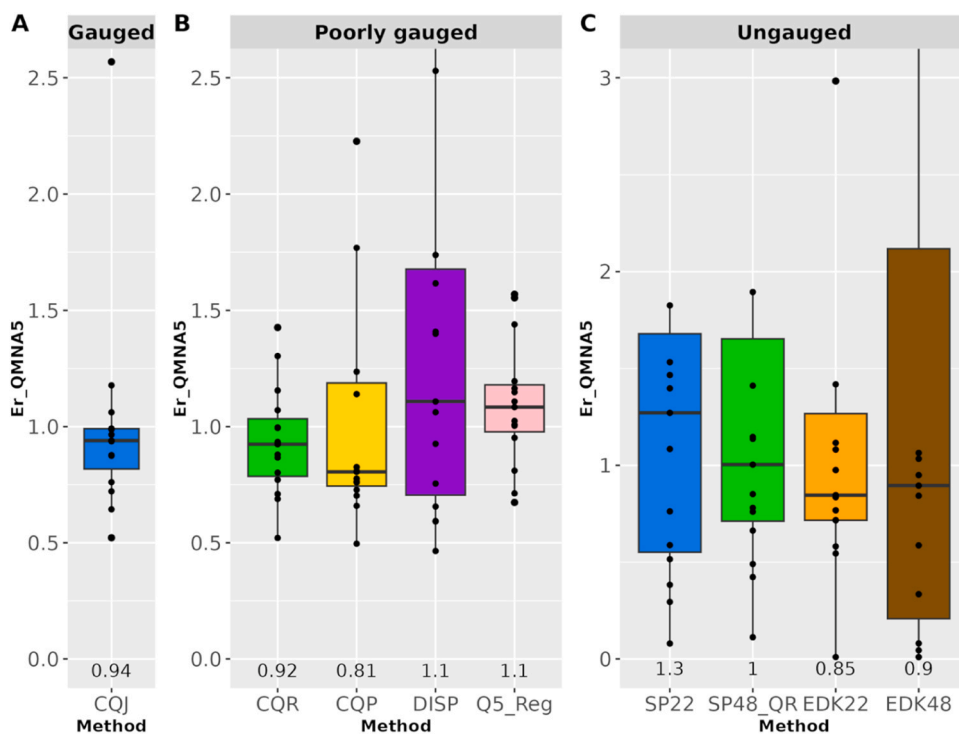 A
Gauged
Er_QMNA5
2.5
2.0
1.5
1.0
0.5
0.0
0.94
CQJ
Method
B
Poorly gauged
Er_QMNA5
2.5
2.0
1.5
1.0
0.5
0.0
0.92 0.81 1.1 1.1
CQR CQP DISP Q5_Reg
Method
C
Ungauged
Er_QMNA5
3
2
1
0
1.3 1 0.85 0.9
SP22 SP48_QR EDK22 EDK48
Method